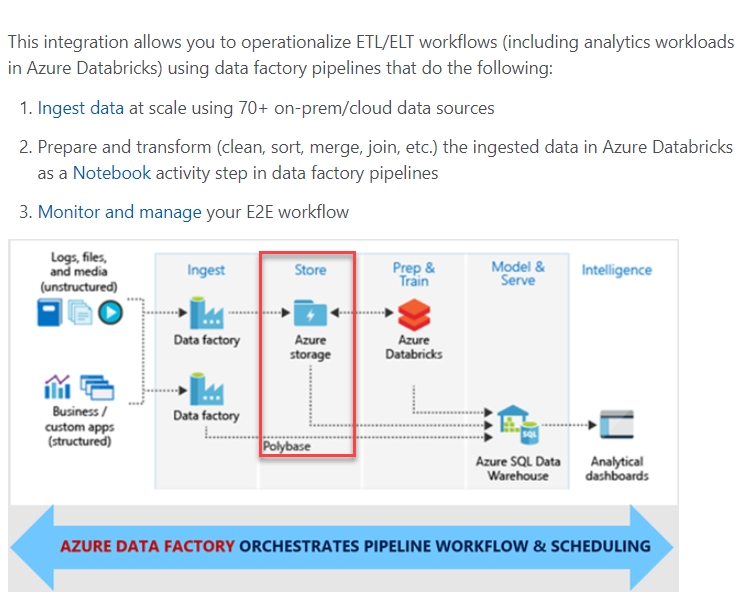 This integration allows you to operationalize ETL/ELT workflows (including analytics workloads
in Azure Databricks) using data factory pipelines that do the following:
1. Ingest data at scale using 70+ on-prem/cloud data sources
2. Prepare and transform (clean, sort, merge, join, etc.) the ingested data in Azure Databricks
as a Notebook activity step in data factory pipelines
3. Monitor and manage your E2E workflow
Logs, files,
and media
(unstructured)
Ingest
Store
Prep &
Train
Model &
Serve
Intelligence
Data factory
Azure
storage
Azure
Databricks
Business /
custom apps
(structured)
Data factory
Polybase
SQL
Azure SQL Data
Warehouse
Analytical
dashboards
AZURE DATA FACTORY ORCHESTRATES PIPELINE WORKFLOW & SCHEDULING